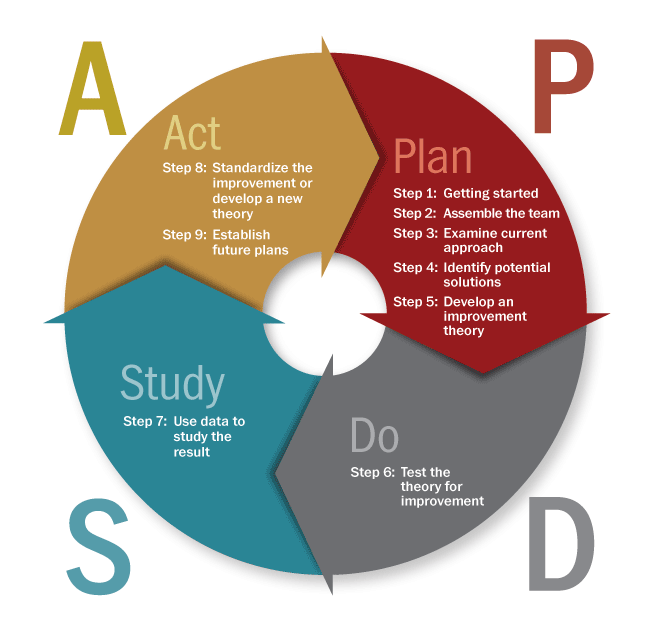 A
P
Plan
Step 1: Getting started
Step 2: Assemble the team
Step 3: Examine current
approach
Step 4: Identify potential
solutions
Step 5: Develop an
improvement
theory
Do
Step 6: Test the
theory for
improvement
D
Study
Step 7: Use data to
study the
result
S
Act
Step 8: Standardize the
improvement or
develop a new
theory
Step 9: Establish
future plans